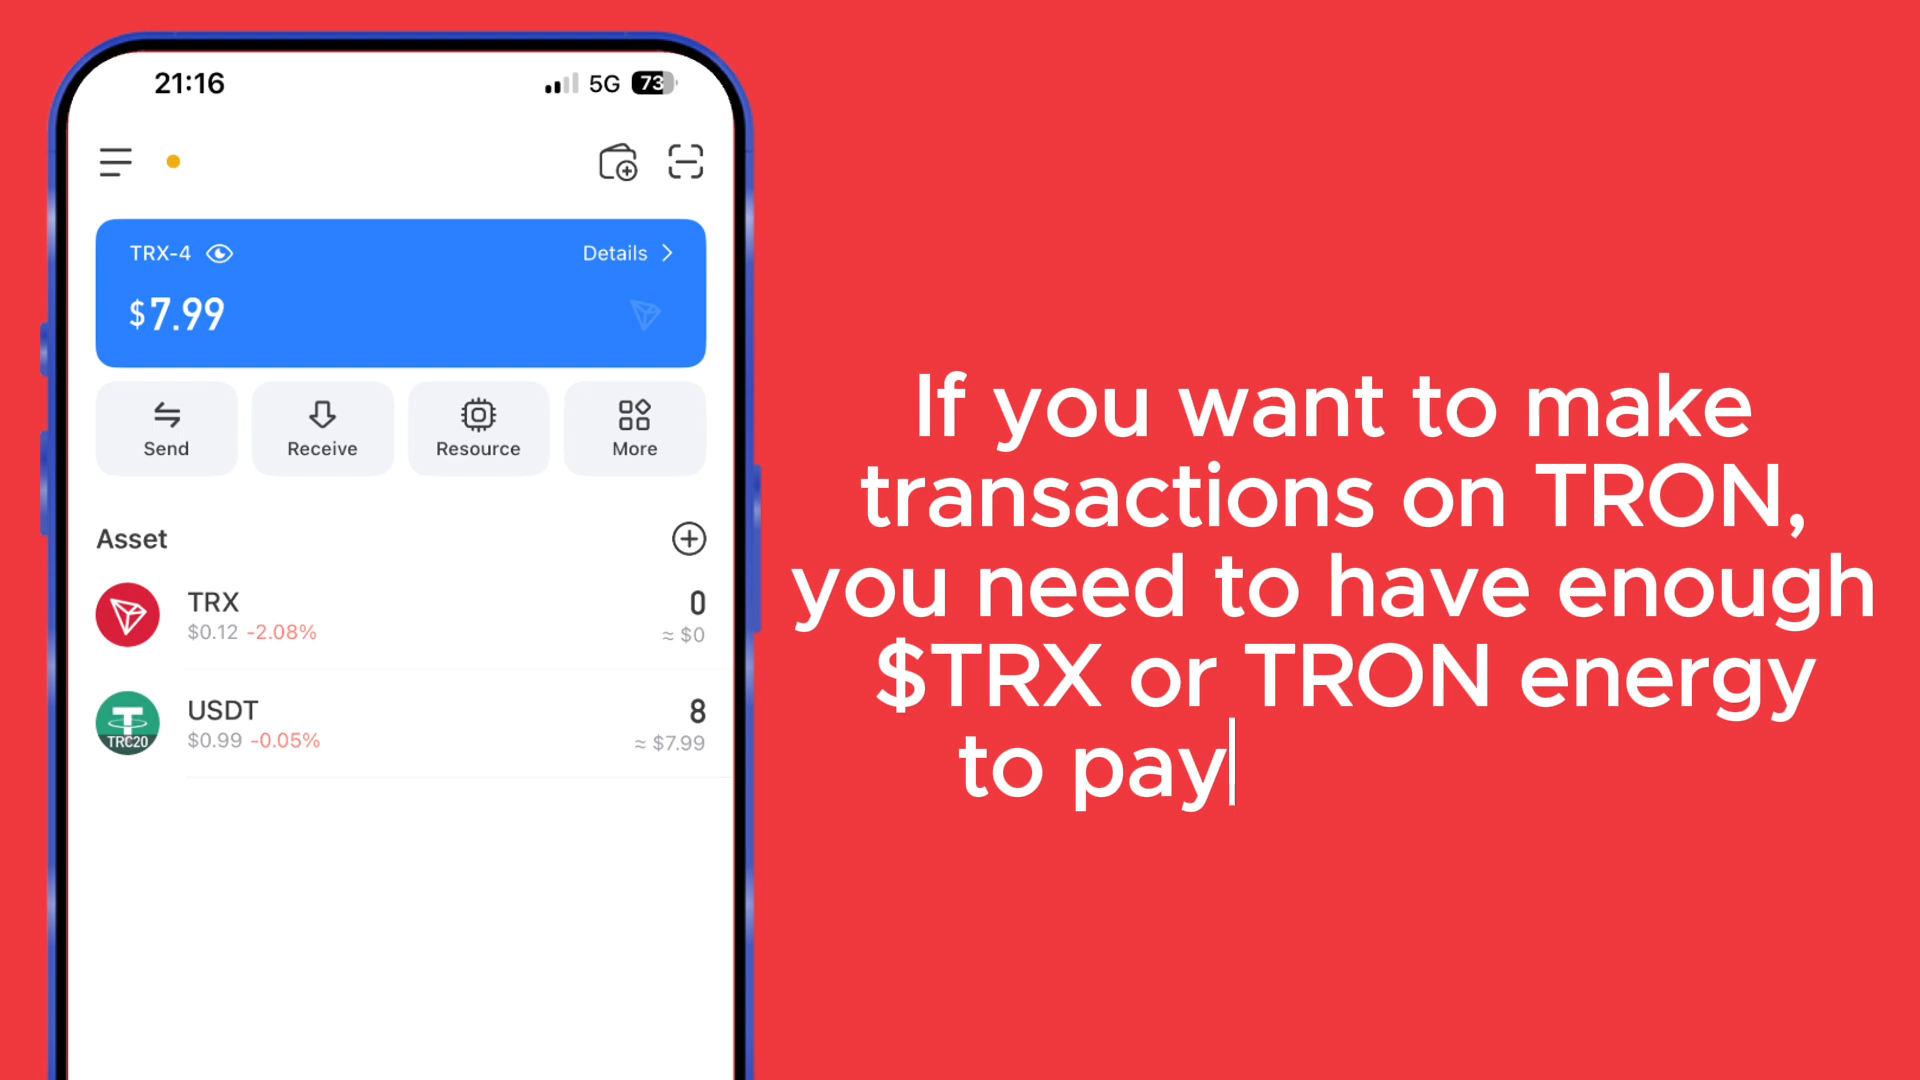 21:16
5G 73
TRX-4
Details
$7.99
Send
Receive
Resource
More
Asset
TRX
0
$0.12 -2.08%
≈ $0
USDT
8
TRC20
$0.99 -0.05%
≈ $7.99
If you want to make
transactions on TRON,
you need to have enough
$TRX or TRON energy
to pay